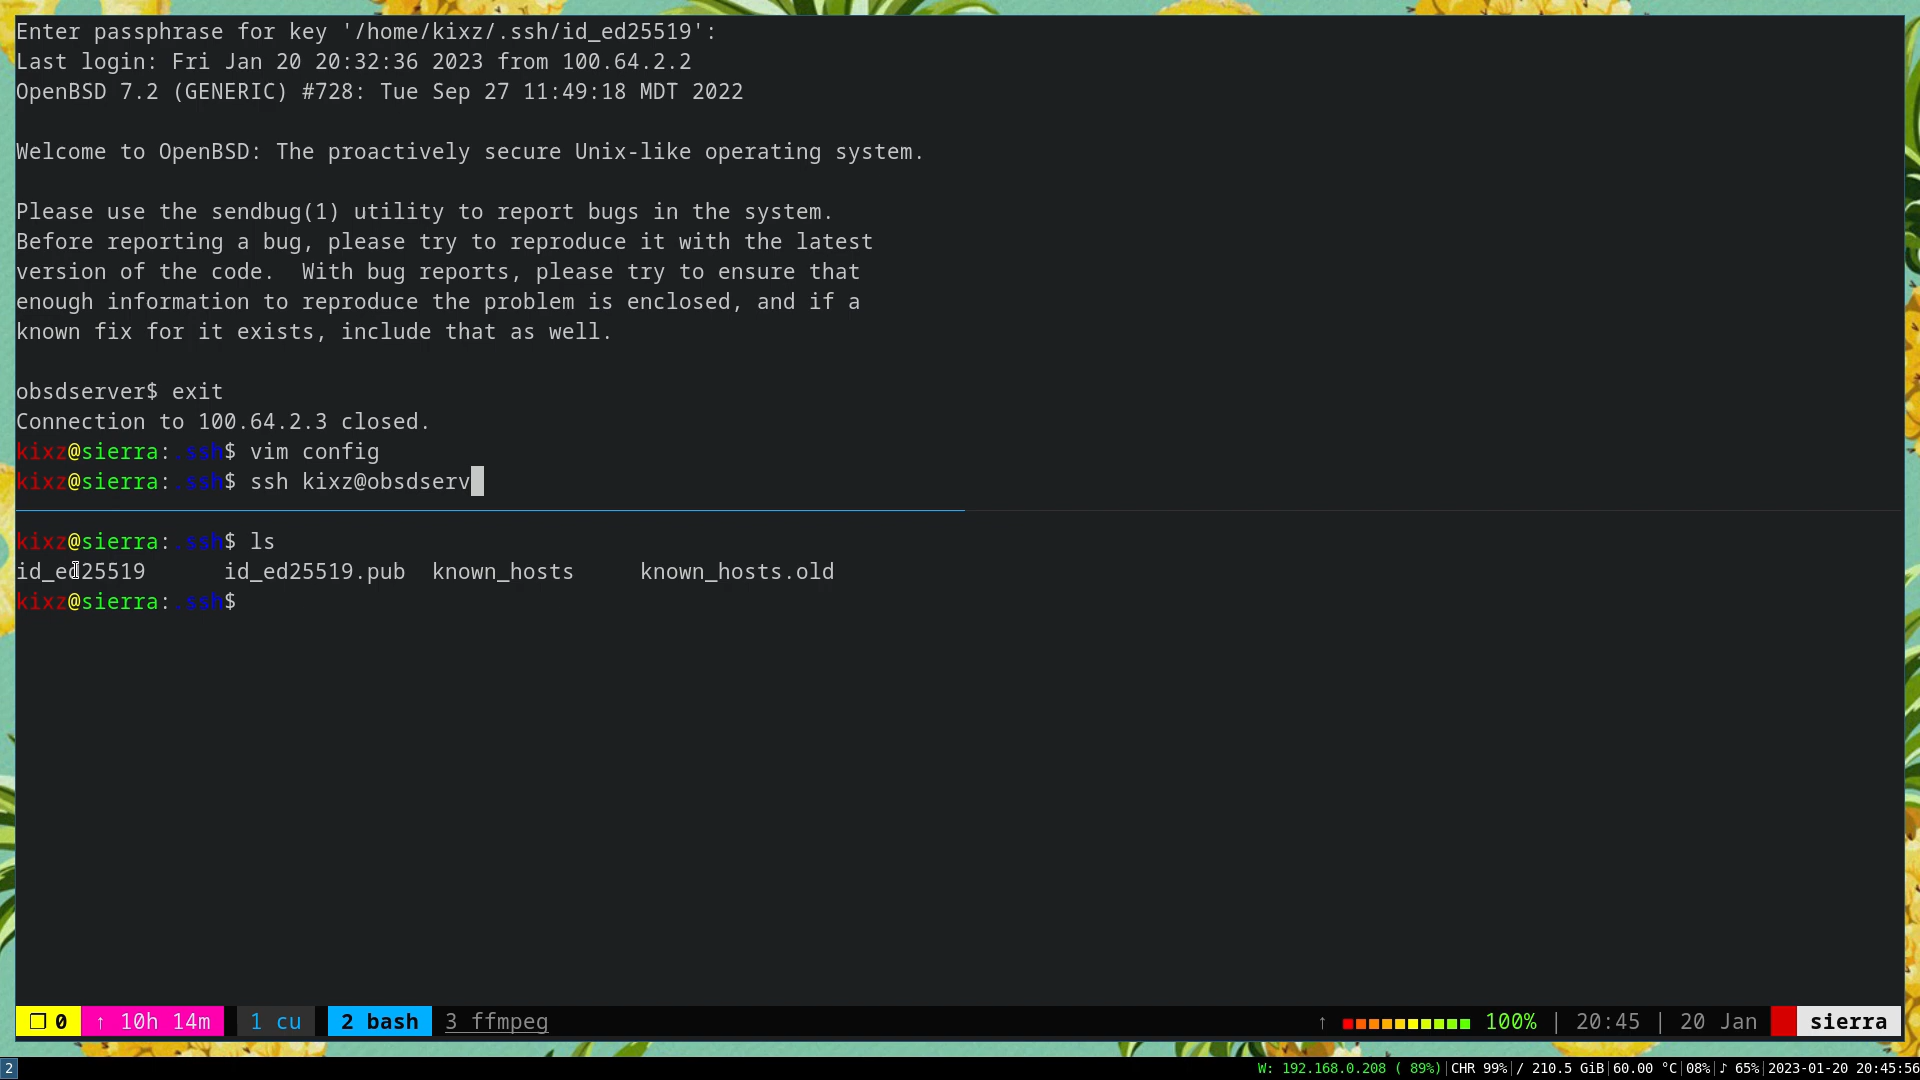 Enter passphrase for key '/home/kixz/.ssh/id_ed25519':
Last login: Fri Jan 20 20:32:36 2023 from 100.64.2.2
OpenBSD 7.2 (GENERIC) #728: Tue Sep 27 11:49:18 MDT 2022
Welcome to OpenBSD: The proactively secure Unix-like operating system.
Please use the sendbug(1) utility to report bugs in the system.
Before reporting a bug, please try to reproduce it with the latest
version of the code.  With bug reports, please try to ensure that
enough information to reproduce the problem is enclosed, and if a
known fix for it exists, include that as well.
obsdserver$ exit
Connection to 100.64.2.3 closed.
kixz@sierra:.ssh$ vim config
kixz@sierra:.ssh$ ssh kixz@obsdserv
kixz@sierra:.ssh$ ls
id_ed25519      id_ed25519.pub  known_hosts     known_hosts.old
kixz@sierra:.ssh$
❐ 0 ↑ 10h 14m 1 cu 2 bash 3 ffmpeg ↑ 100% | 20:45 | 20 Jan sierra
2 W: 192.168.0.208 ( 89%)|CHR 99%|/ 210.5 GiB|60.00 °C|08%|♪ 65%|2023-01-20 20:45:56